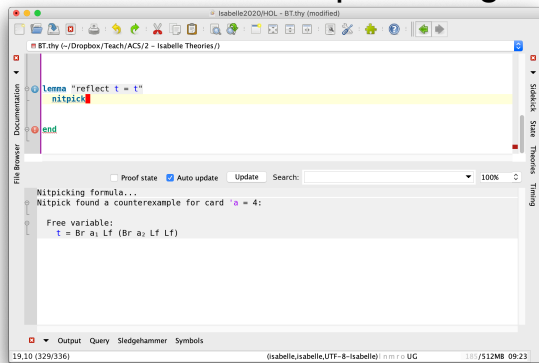 Isabelle2020/HOL - BT.thy (modified)
BT.thy (~/Dropbox/Teach/ACS/2 – Isabelle Theories/)
lemma "reflect t = t"
nitpick
end
Documentation
File Browser
Sidekick
State
Theories
Timing
Proof state
Auto update
Update
Search:
100%
Nitpicking formula...
Nitpick found a counterexample for card 'a = 4:
Free variable:
t = Br a₁ Lf (Br a₂ Lf Lf)
Output Query Sledgehammer Symbols
19,10 (329/336)
(isabelle,isabelle,UTF-8-Isabelle) n m r o UG
185/512MB 09:23